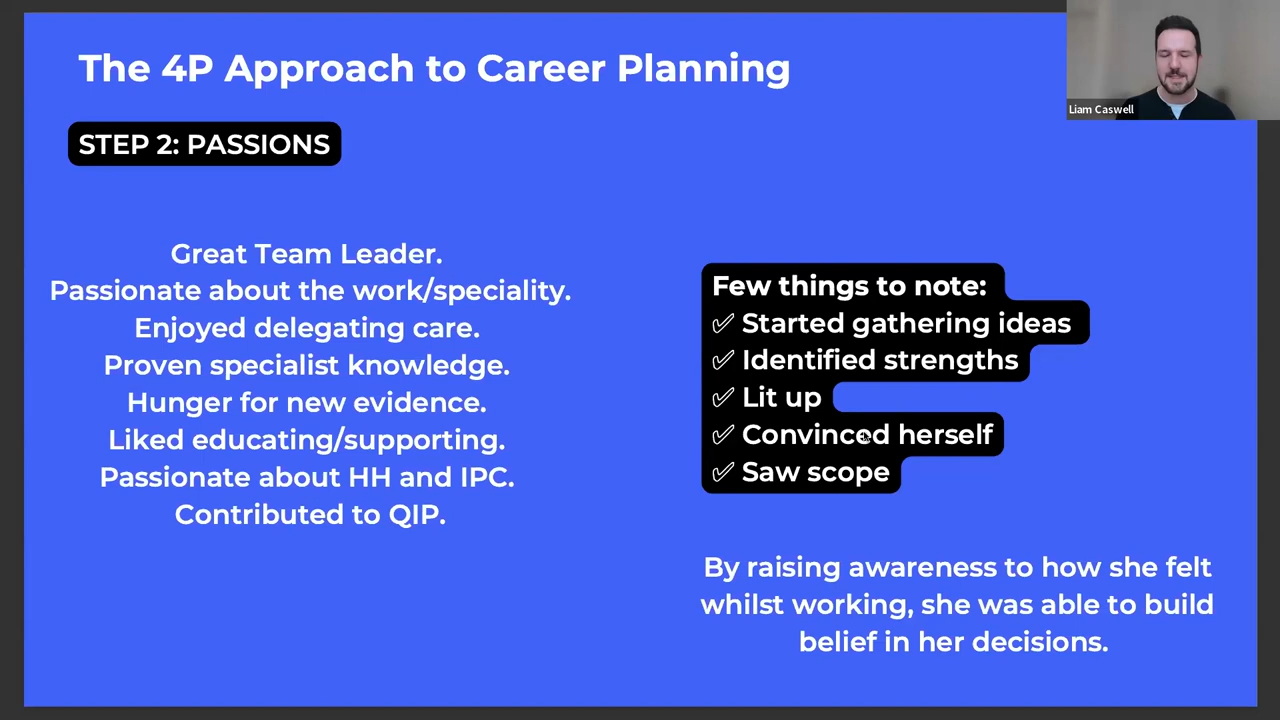 The 4P Approach to Career Planning
Liam Caswell
STEP 2: PASSIONS
Great Team Leader.
Passionate about the work/speciality.
Enjoyed delegating care.
Proven specialist knowledge.
Hunger for new evidence.
Liked educating/supporting.
Passionate about HH and IPC.
Contributed to QIP.
Few things to note:
✅ Started gathering ideas
✅ Identified strengths
✅ Lit up
✅ Convinced herself
✅ Saw scope
By raising awareness to how she felt
whilst working, she was able to build
belief in her decisions.